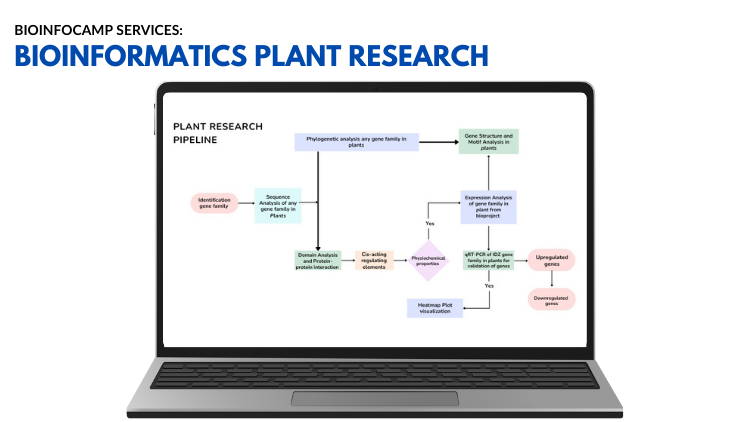 BIOINFOCAMP SERVICES:
BIOINFORMATICS PLANT RESEARCH
PLANT RESEARCH
PIPELINE
Phylogenetic analysis any gene family in
plants
Gene Structure and
Motif Analysis in
plants
Identification
gene family
Sequence
Analysis of any
gene family in
Plants
Expression Analysis
of gene family in
plant from
bioproject
Yes
Domain Analysis
and Protein-
protein interaction
Cis-acting
regulating
elements
Physiochemical
properties
qRT-PCR of IDZ gene
family in plants for
validation of genes
Upregulated
genes
Yes
Downregulated
genes
Heatmap Plot
visualization